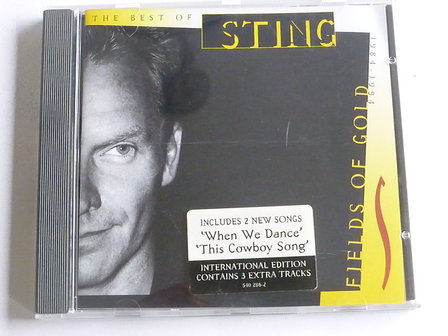 THE BEST OF
STING
1984-1994
FIELDS OF GOLD
INCLUDES 2 NEW SONGS
'When We Dance'
'This Cowboy Song'
INTERNATIONAL EDITION
CONTAINS 3 EXTRA TRACKS
540 286-2